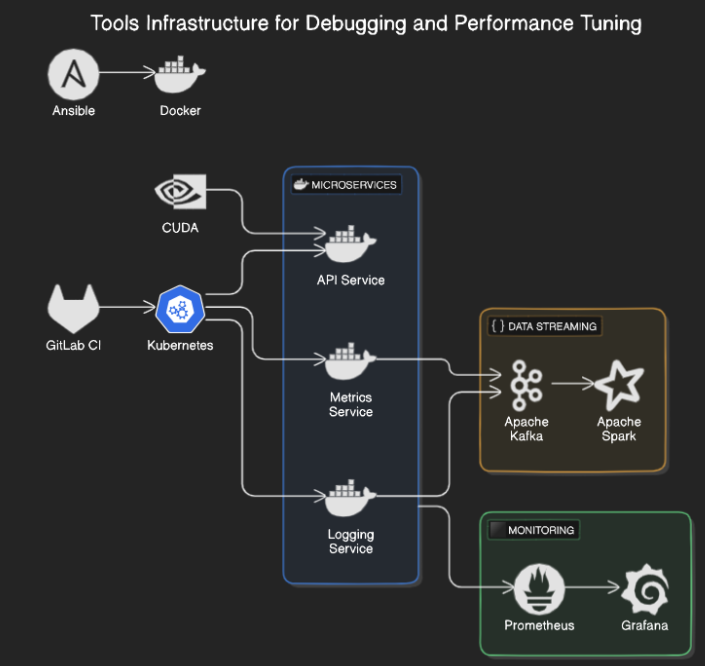 Tools Infrastructure for Debugging and Performance Tuning
Ansible
Docker
MICROSERVICES
CUDA
API Service
GitLab CI
Kubernetes
{ } DATA STREAMING
Metrics
Service
Apache
Kafka
Apache
Spark
Logging
Service
MONITORING
Prometheus
Grafana